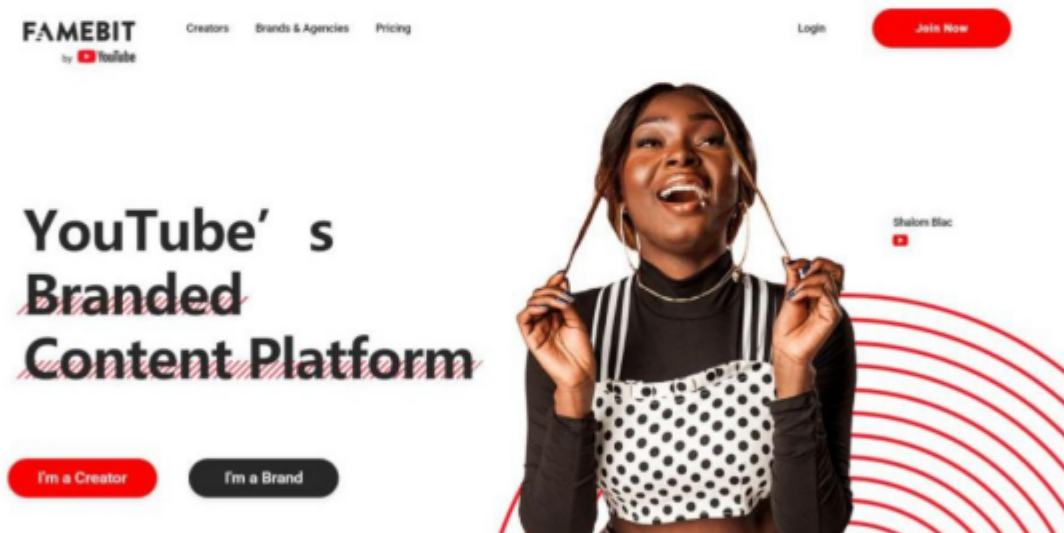 FAMEBIT
by YouTube
Creators Brands & Agencies Pricing
Login Join Now
Shalom Blac
YouTube’ s
Branded
Content Platform
I'm a Creator I'm a Brand